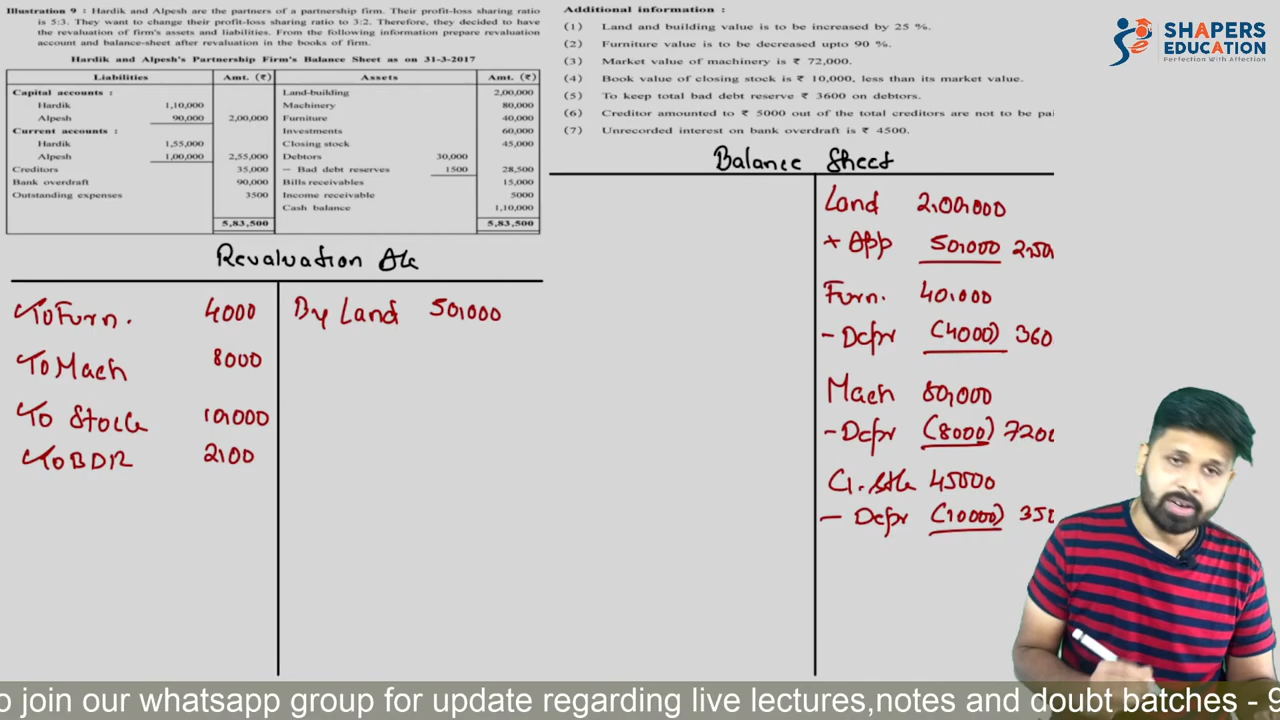 Illustration 9 : Hardik and Alpesh are the partners of a partnership firm. Their profit-loss sharing ratio
is 5:3. They want to change their profit-loss sharing ratio to 3:2. Therefore, they decided to have
the revaluation of firm's assets and liabilities. From the following information prepare revaluation
account and balance-sheet after revaluation in the books of firm.
Hardik and Alpesh's Partnership Firm's Balance Sheet as on 31-3-2017
Liabilities Amt. (₹) Assets Amt. (₹)
Capital accounts : Land-building 2,00,000
Hardik 1,10,000 Machinery 80,000
Alpesh 90,000 2,00,000 Furniture 40,000
Current accounts : Investments 60,000
Hardik 1,55,000 Closing stock 45,000
Alpesh 1,00,000 2,55,000 Debtors 30,000
Creditors 35,000 − Bad debt reserves 1500 28,500
Bank overdraft 90,000 Bills receivables 15,000
Outstanding expenses 3500 Income receivable 5000
Cash balance 1,10,000
5,83,500 5,83,500
Additional information :
(1) Land and building value is to be increased by 25 %.
(2) Furniture value is to be decreased upto 90 %.
(3) Market value of machinery is ₹ 72,000.
(4) Book value of closing stock is ₹ 10,000, less than its market value.
(5) To keep total bad debt reserve ₹ 3600 on debtors.
(6) Creditor amounted to ₹ 5000 out of the total creditors are not to be pai
(7) Unrecorded interest on bank overdraft is ₹ 4500.
SHAPERS
EDUCATION
Perfection With Affection
Revaluation A/c
To Furn. 4000 By Land 50,000
To Mach 8000
To Stock 10,000
To BDR 2100
Balance Sheet
Land 2,00,000
+ App 50,000 2,50
Furn. 40,000
- Depr (4000) 360
Mach 80,000
- Depr (8000) 7200
Cl. Stk 45000
- Depr (10000) 350
o join our whatsapp group for update regarding live lectures,notes and doubt batches - 9